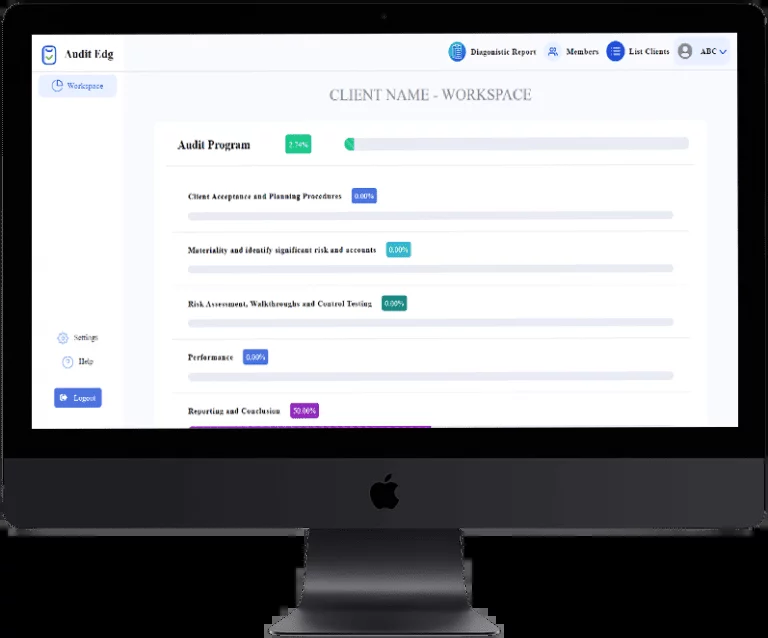 Audit Edg
Diagonistic Report
Members
List Clients
ABC
Workspace
CLIENT NAME - WORKSPACE
Audit Program 2.74%
Client Acceptance and Planning Procedures 0.00%
Materiality and identify significant risk and accounts 0.00%
Risk Assessment, Walkthroughs and Control Testing 0.00%
Settings
Performance 0.00%
Help
Logout
Reporting and Conclusion 50.00%